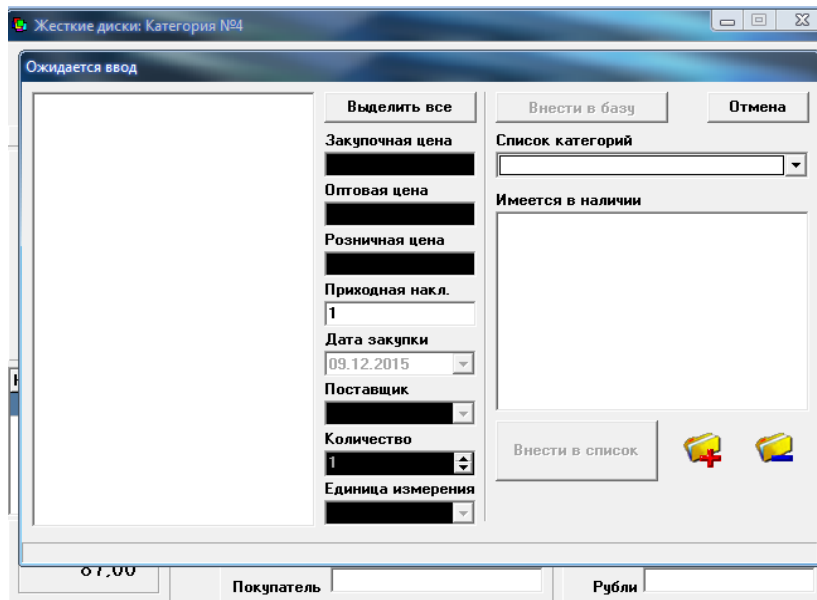 Жесткие диски: Категория №4
Ожидается ввод
Выделить все
Внести в базу
Отмена
Закупочная цена
Список категорий
Оптовая цена
Имеется в наличии
Розничная цена
Приходная накл.
1
Дата закупки
09.12.2015
Поставщик
Количество
1
Внести в список
Единица измерения
87,00
Покупатель
Рубли